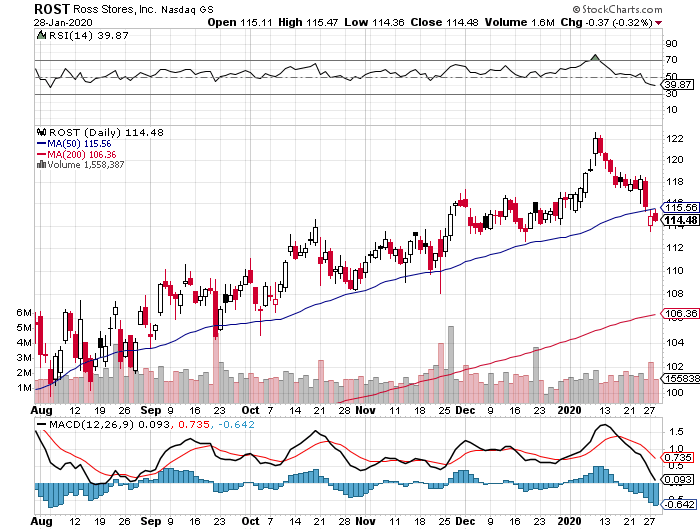 ROST Ross Stores, Inc. Nasdaq GS © StockCharts.com
28-Jan-2020 Open 115.11 High 115.47 Low 114.36 Close 114.48 Volume 1.6M Chg -0.37 (-0.32%)
RSI(14) 39.87
90
70
50
39.87
30
10
ROST (Daily) 114.48
MA(50) 115.56
MA(200) 106.36
Volume 1,558,387
122
120
118
116
115.56
114.48
112
110
108
106.36
104
102
100
6M
5M
4M
3M
2M
1M
1558387
Aug 12 19 26 Sep 9 16 23 Oct 7 14 21 28 Nov 11 18 25 Dec 9 16 23 2020 13 21 27
MACD(12,26,9) 0.093, 0.735, -0.642
1.5
1.0
0.735
0.5
0.093
-0.642
Aug 12 19 26 Sep 9 16 23 Oct 7 14 21 28 Nov 11 18 25 Dec 9 16 23 2020 13 21 27